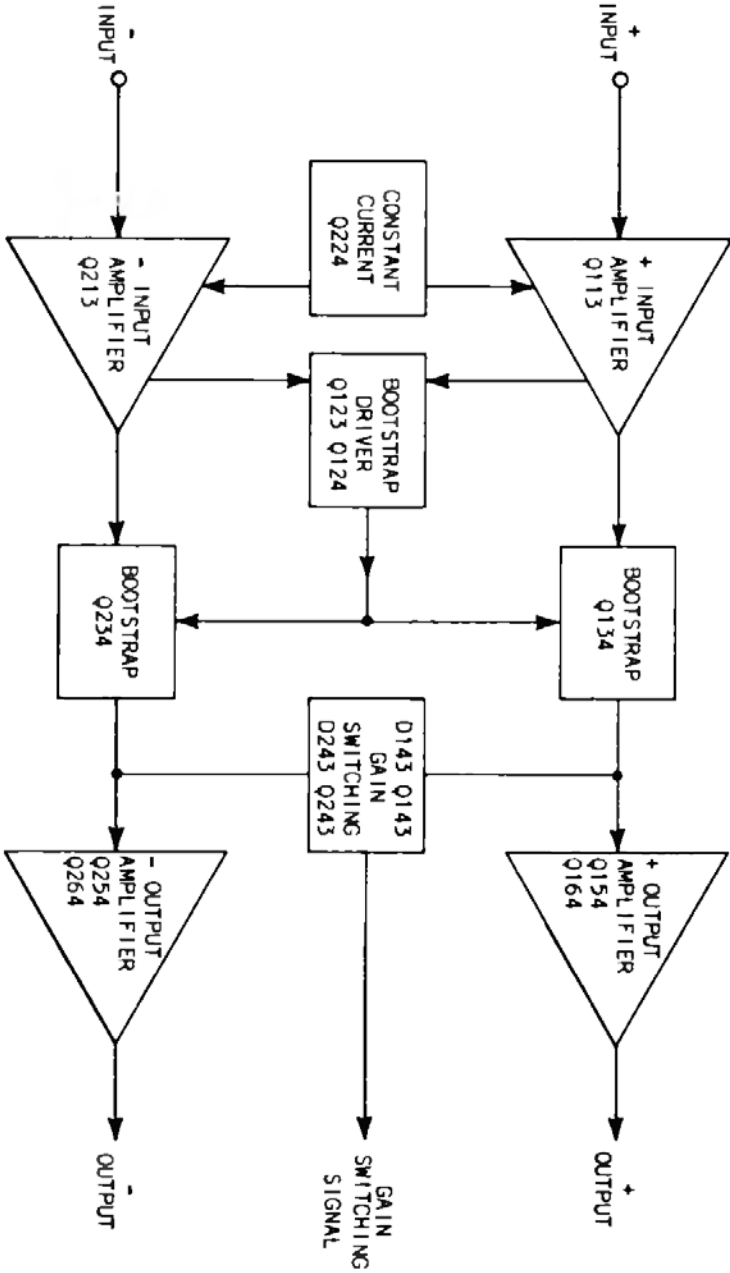 +
INPUT
+ INPUT
AMPLIFIER
Q113
BOOTSTRAP
Q134
+ OUTPUT
AMPLIFIER
Q154
Q164
+
OUTPUT
CONSTANT
CURRENT
Q224
BOOTSTRAP
DRIVER
Q123 Q124
D143 Q143
GAIN
SWITCHING
D243 Q243
GAIN
SWITCHING
SIGNAL
-
INPUT
- INPUT
AMPLIFIER
Q213
BOOTSTRAP
Q234
- OUTPUT
AMPLIFIER
Q254
Q264
-
OUTPUT